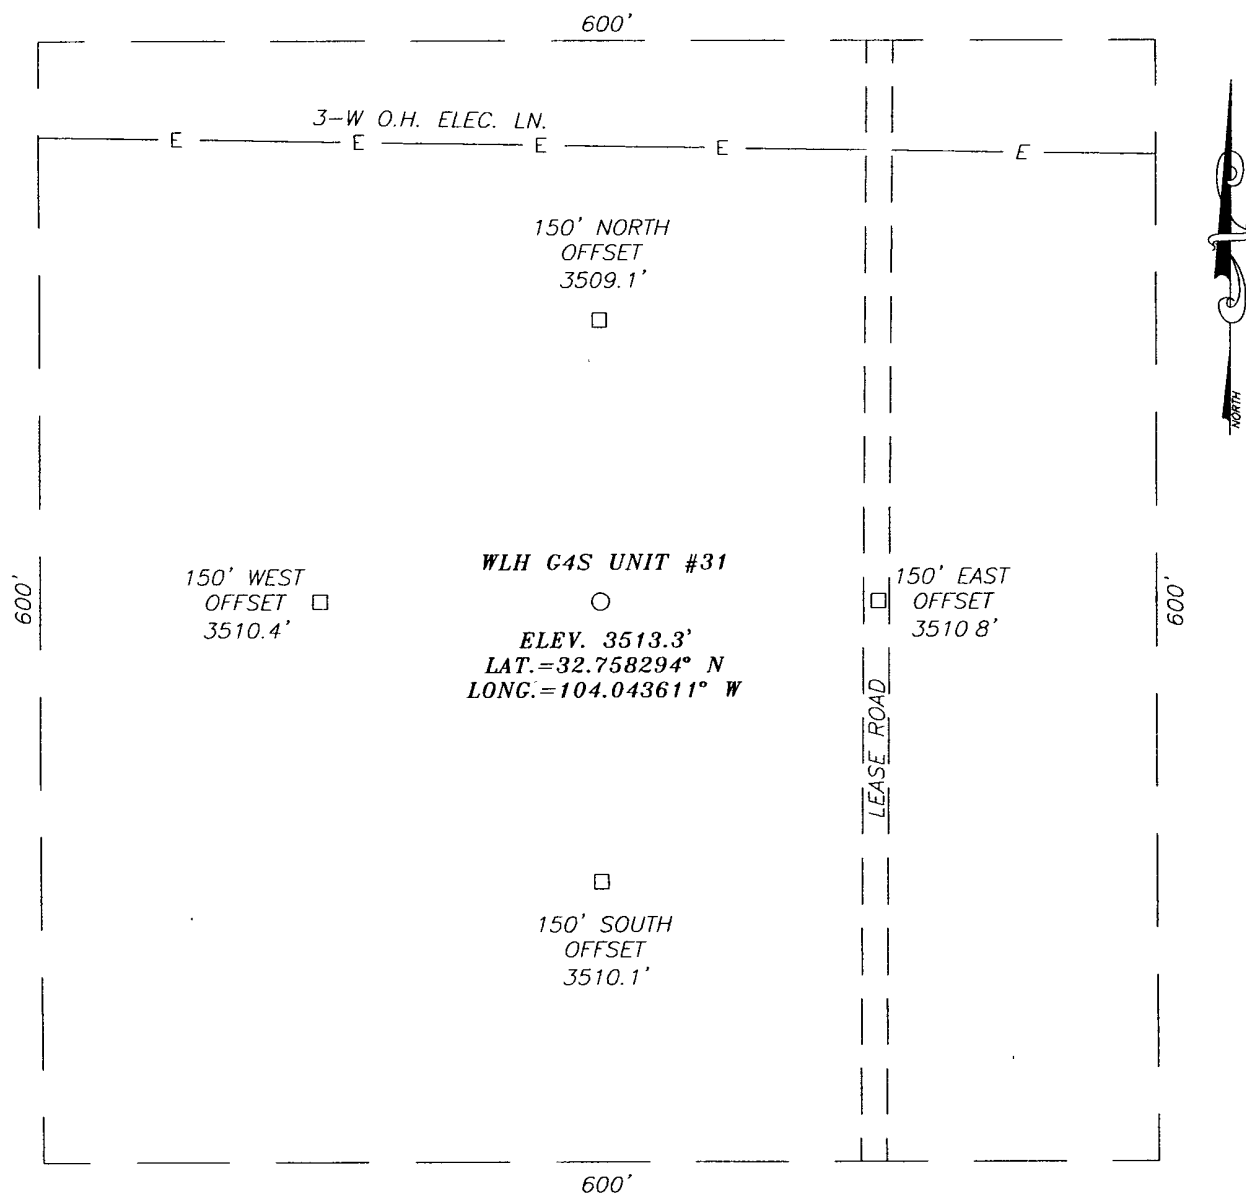 600'
3-W O.H. ELEC. LN.
E E E E E
150' NORTH
OFFSET
3509.1'
NORTH
WLH G4S UNIT #31
ELEV. 3513.3'
LAT.=32.758294° N
LONG.=104.043611° W
600'
150' WEST
OFFSET
3510.4'
150' EAST
OFFSET
3510 8'
600'
LEASE ROAD
150' SOUTH
OFFSET
3510.1'
600'